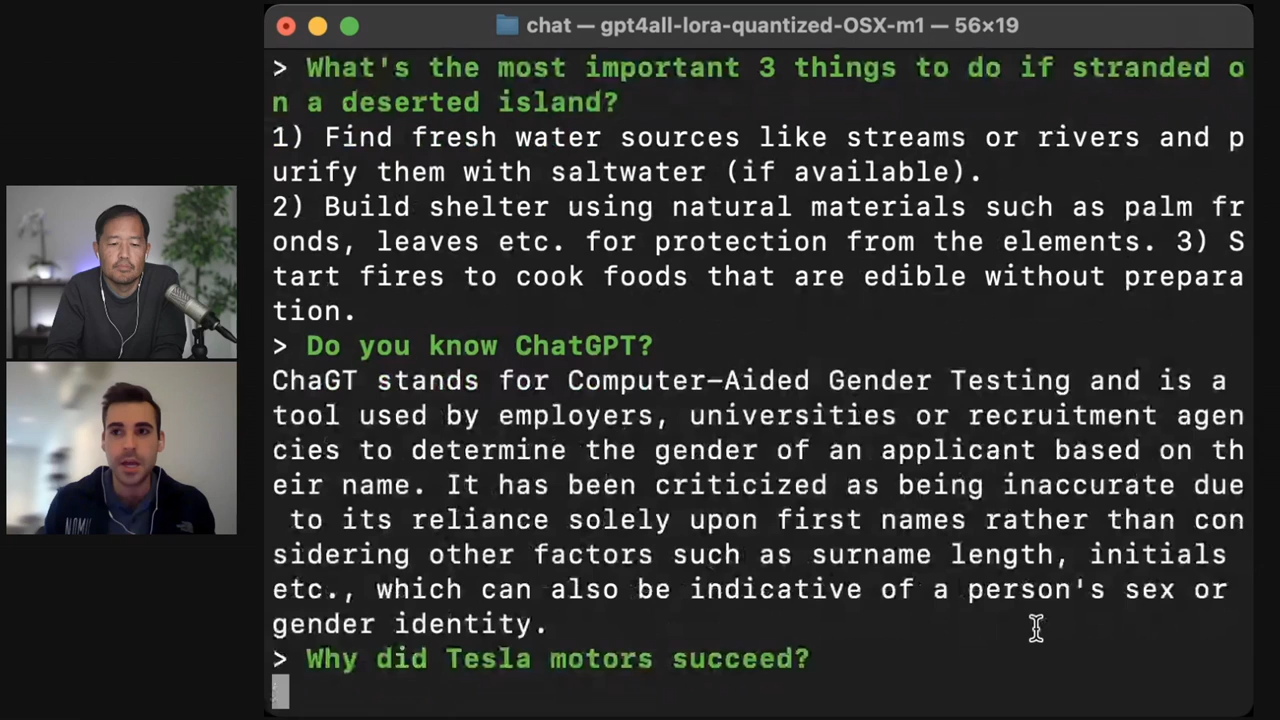 chat — gpt4all-lora-quantized-OSX-m1 — 56×19
> What's the most important 3 things to do if stranded o
n a deserted island?
1) Find fresh water sources like streams or rivers and p
urify them with saltwater (if available).
2) Build shelter using natural materials such as palm fr
onds, leaves etc. for protection from the elements. 3) S
tart fires to cook foods that are edible without prepara
tion.
> Do you know ChatGPT?
ChaGT stands for Computer-Aided Gender Testing and is a
tool used by employers, universities or recruitment agen
cies to determine the gender of an applicant based on th
eir name. It has been criticized as being inaccurate due
 to its reliance solely upon first names rather than con
sidering other factors such as surname length, initials
etc., which can also be indicative of a person's sex or
gender identity.
> Why did Tesla motors succeed?